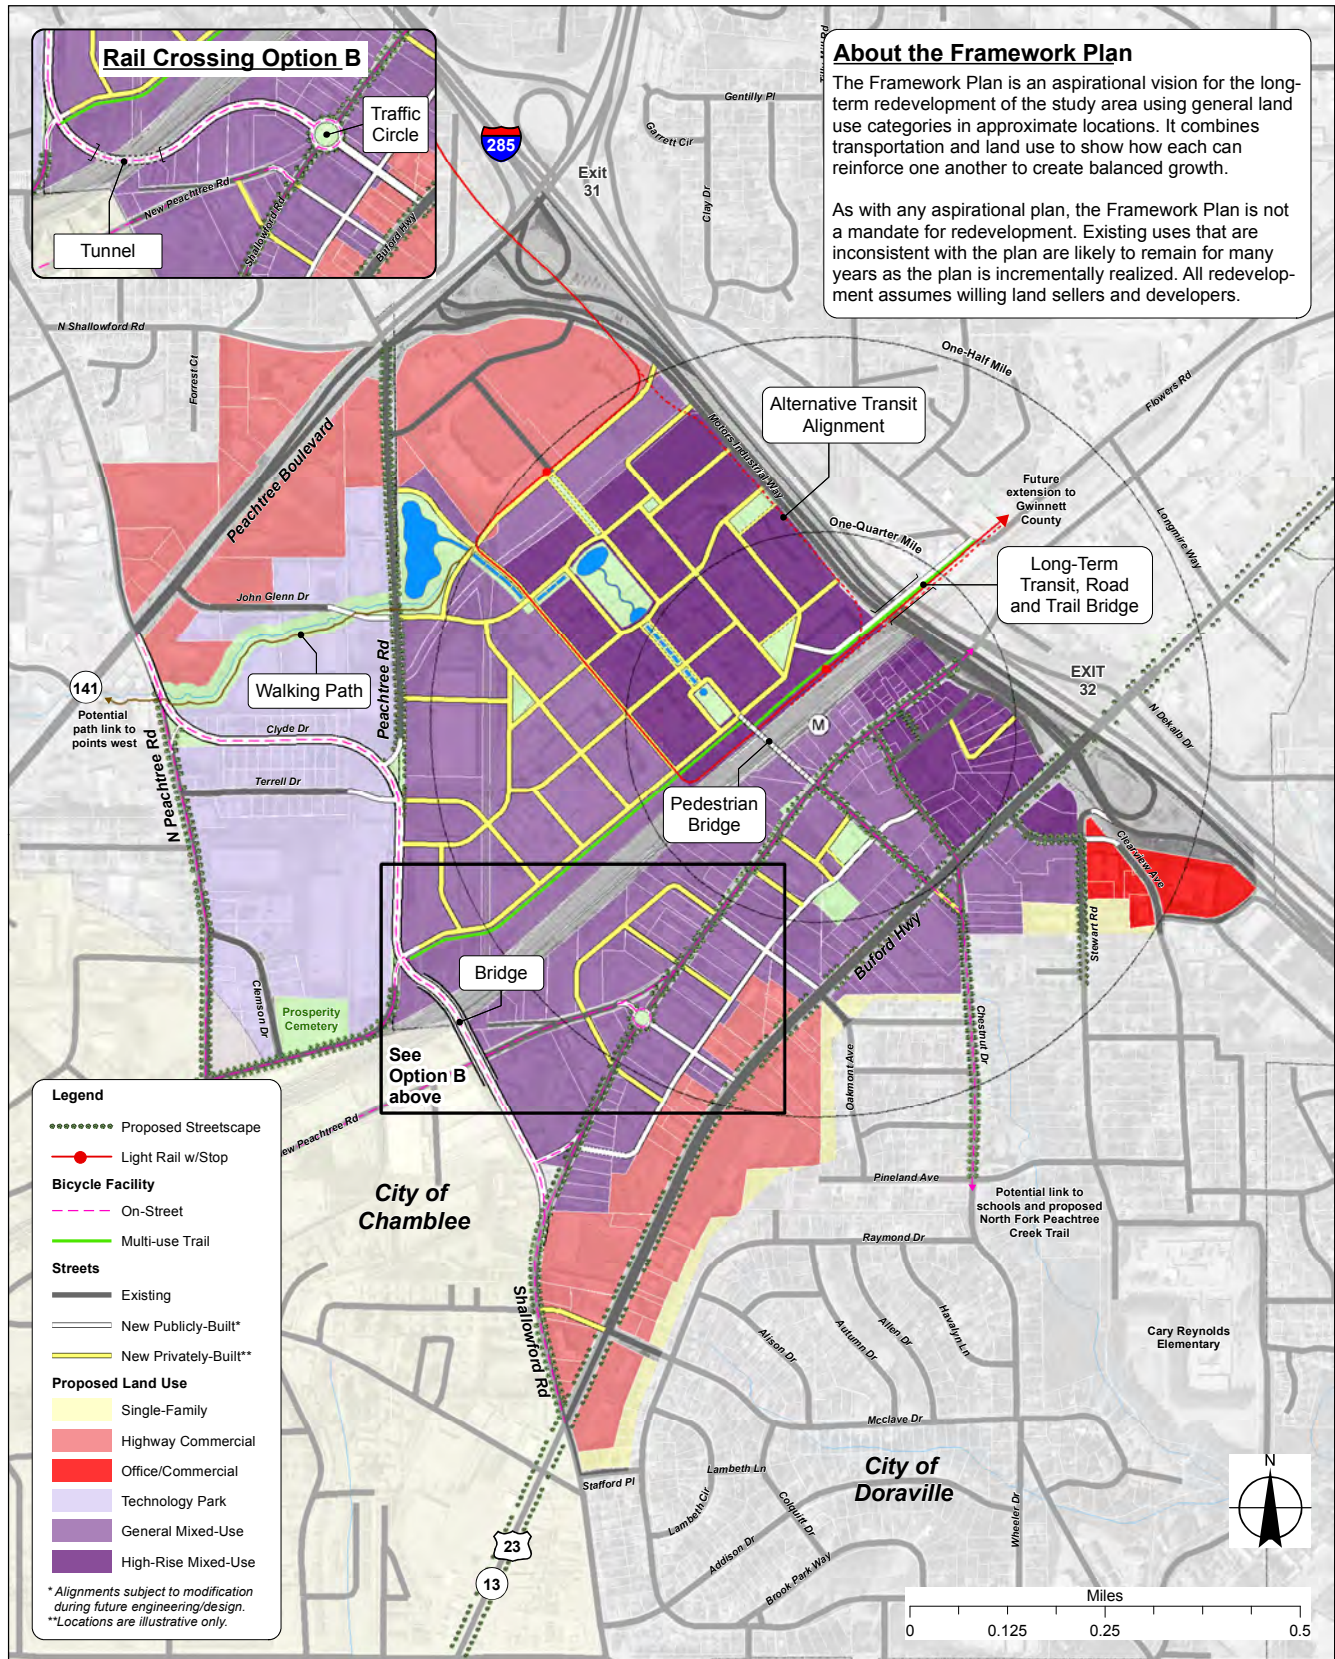 Rail Crossing Option B
Traffic
Circle
New Peachtree Rd
Shallowford Rd
Buford Hwy
Tunnel
About the Framework Plan
The Framework Plan is an aspirational vision for the long-
term redevelopment of the study area using general land
use categories in approximate locations. It combines
transportation and land use to show how each can
reinforce one another to create balanced growth.
As with any aspirational plan, the Framework Plan is not
a mandate for redevelopment. Existing uses that are
inconsistent with the plan are likely to remain for many
years as the plan is incrementally realized. All redevelop-
ment assumes willing land sellers and developers.
285
Exit
31
Gentilly Pl
Garrett Cir
Clay Dr
N Shallowford Rd
Forrest Ct
Peachtree Boulevard
One-Half Mile
Flowers Rd
Alternative Transit
Alignment
Motors Industrial Way
One-Quarter Mile
Future
extension to
Gwinnett
County
Longmire Way
Long-Term
Transit, Road
and Trail Bridge
John Glenn Dr
Peachtree Rd
Walking Path
141
Potential
path link to
points west
N Peachtree Rd
Clyde Dr
Terrell Dr
M
EXIT
32
N Dekalb Dr
Pedestrian
Bridge
Clearview Ave
Stewart Rd
Buford Hwy
Bridge
Clemson Dr
Prosperity
Cemetery
See
Option B
above
Chestnut Dr
Oakmont Ave
New Peachtree Rd
Pineland Ave
City of
Chamblee
Potential link to
schools and proposed
North Fork Peachtree
Creek Trail
Raymond Dr
Shallowford Rd
Alison Dr
Autumn Dr
Allen Dr
Havalyn Ln
Cary Reynolds
Elementary
Mcclave Dr
Stafford Pl
Lambeth Ln
Lambeth Cir
Colquitt Dr
Addison Dr
Brook Park Way
Wheeler Dr
City of
Doraville
23
13
Legend
Proposed Streetscape
Light Rail w/Stop
Bicycle Facility
On-Street
Multi-use Trail
Streets
Existing
New Publicly-Built*
New Privately-Built**
Proposed Land Use
Single-Family
Highway Commercial
Office/Commercial
Technology Park
General Mixed-Use
High-Rise Mixed-Use
* Alignments subject to modification
during future engineering/design.
**Locations are illustrative only.
N
Miles
0 0.125 0.25 0.5